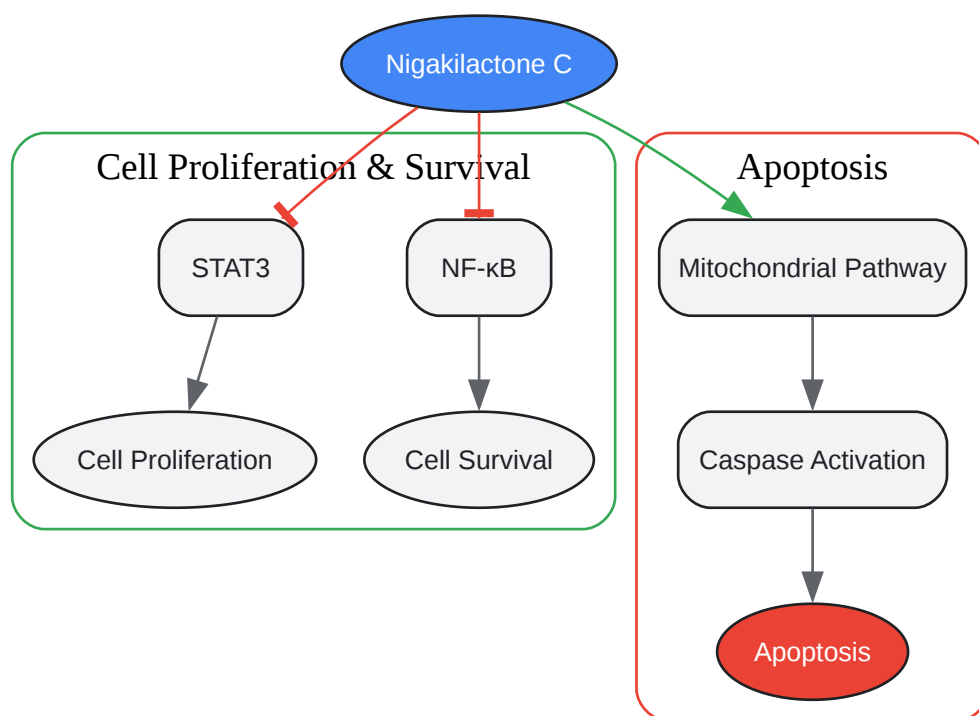 Nigakilactone C
Cell Proliferation & Survival
Apoptosis
STAT3
NF-κB
Mitochondrial Pathway
Cell Proliferation
Cell Survival
Caspase Activation
Apoptosis